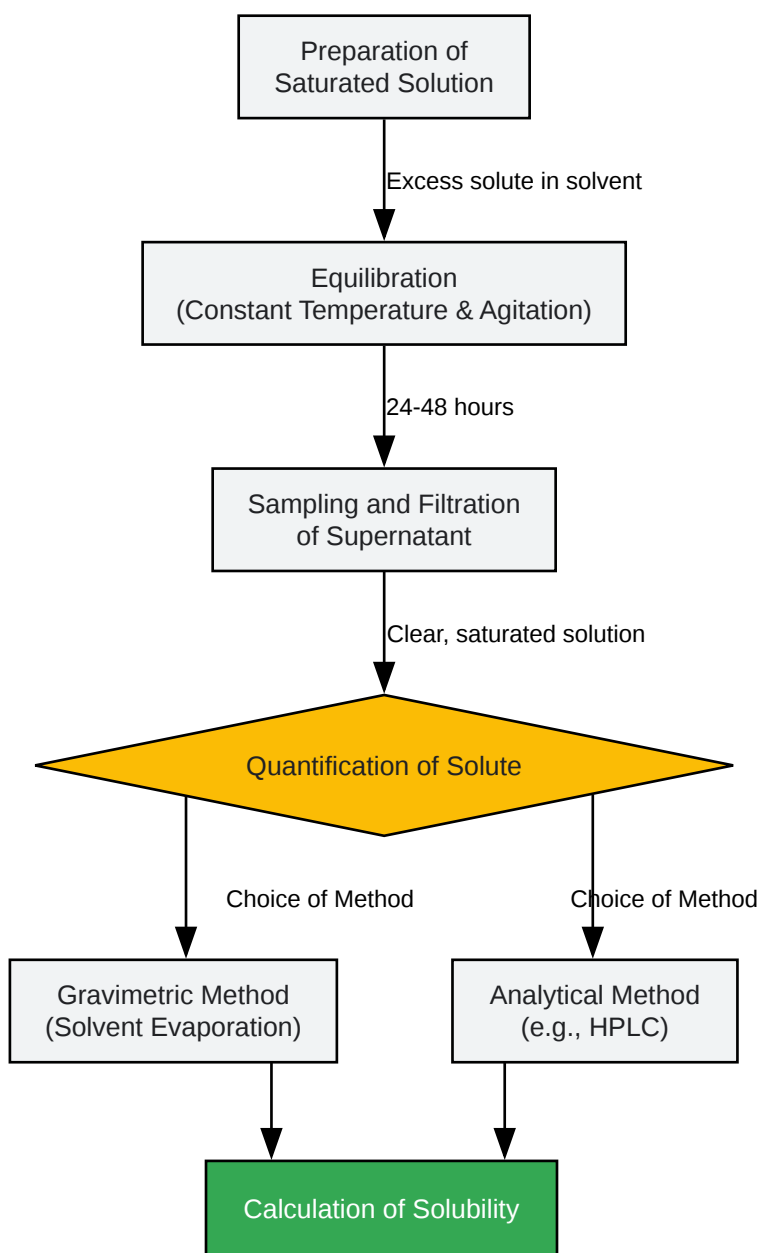 Preparation of
Saturated Solution
Excess solute in solvent
Equilibration
(Constant Temperature & Agitation)
24-48 hours
Sampling and Filtration
of Supernatant
Clear, saturated solution
Quantification of Solute
Choice of Method
Choice of Method
Gravimetric Method
(Solvent Evaporation)
Analytical Method
(e.g., HPLC)
Calculation of Solubility